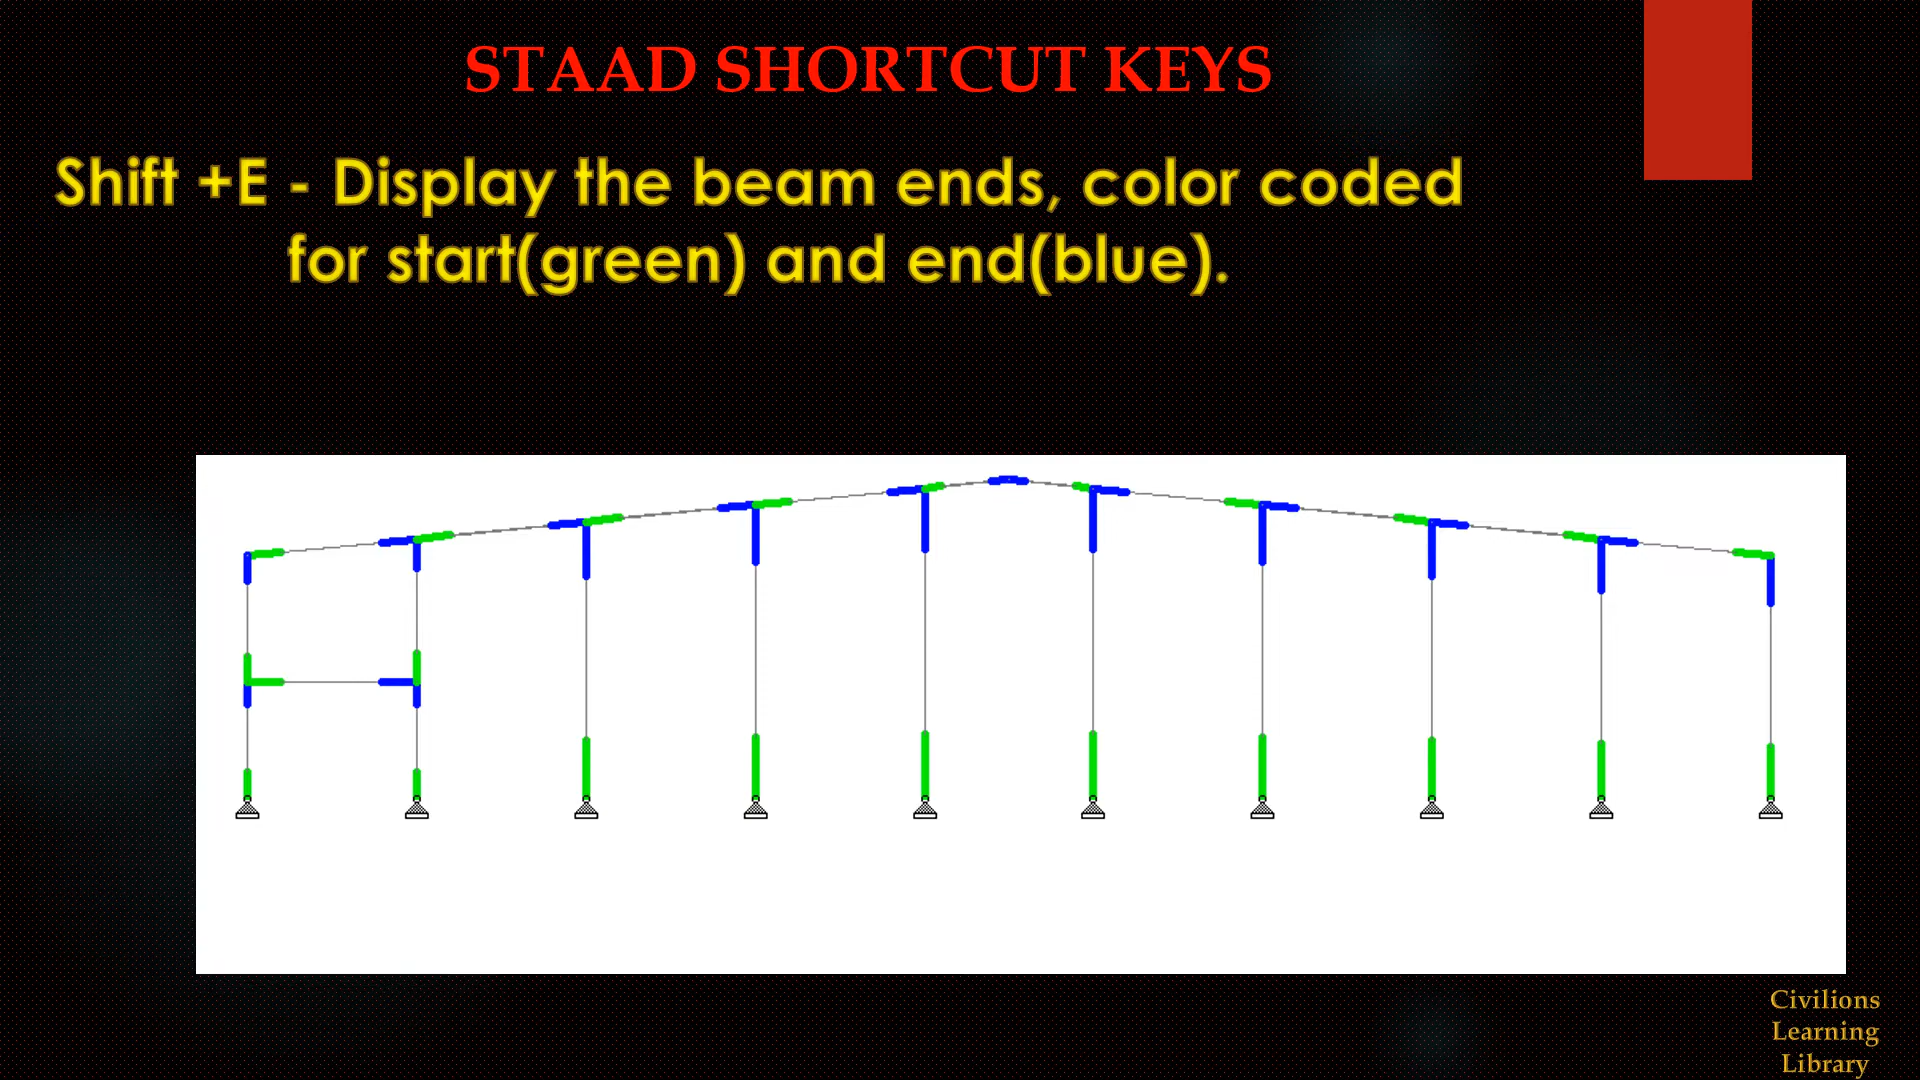 STAAD SHORTCUT KEYS
Shift +E - Display the beam ends, color coded
for start(green) and end(blue).
Civilions
Learning
Library